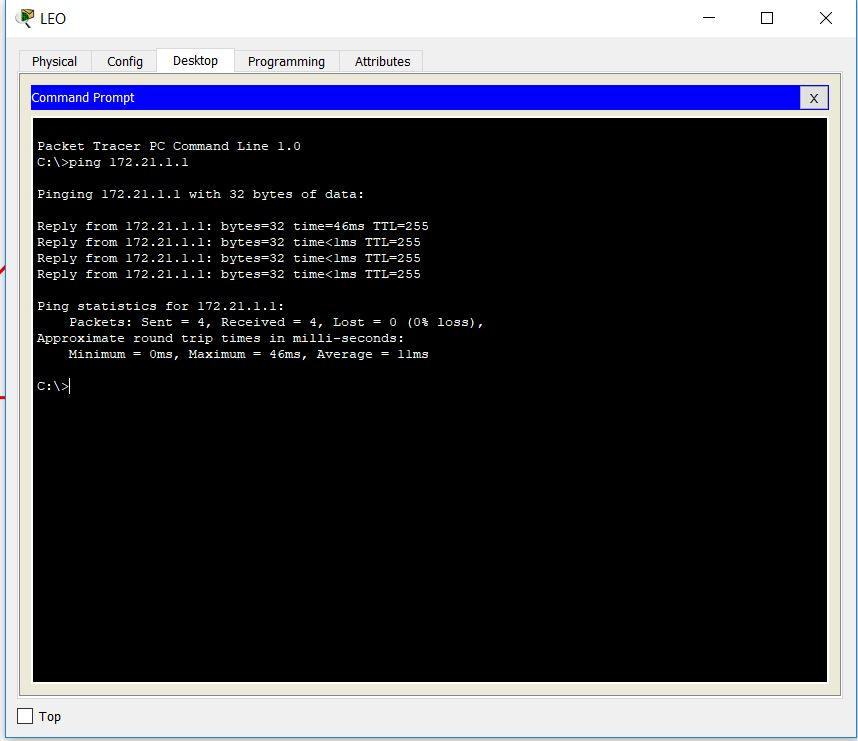 LEO
Physical Config Desktop Programming Attributes
Command Prompt X
Packet Tracer PC Command Line 1.0
C:\>ping 172.21.1.1
Pinging 172.21.1.1 with 32 bytes of data:
Reply from 172.21.1.1: bytes=32 time=46ms TTL=255
Reply from 172.21.1.1: bytes=32 time<1ms TTL=255
Reply from 172.21.1.1: bytes=32 time<1ms TTL=255
Reply from 172.21.1.1: bytes=32 time<1ms TTL=255
Ping statistics for 172.21.1.1:
    Packets: Sent = 4, Received = 4, Lost = 0 (0% loss),
Approximate round trip times in milli-seconds:
    Minimum = 0ms, Maximum = 46ms, Average = 11ms
C:\>
Top